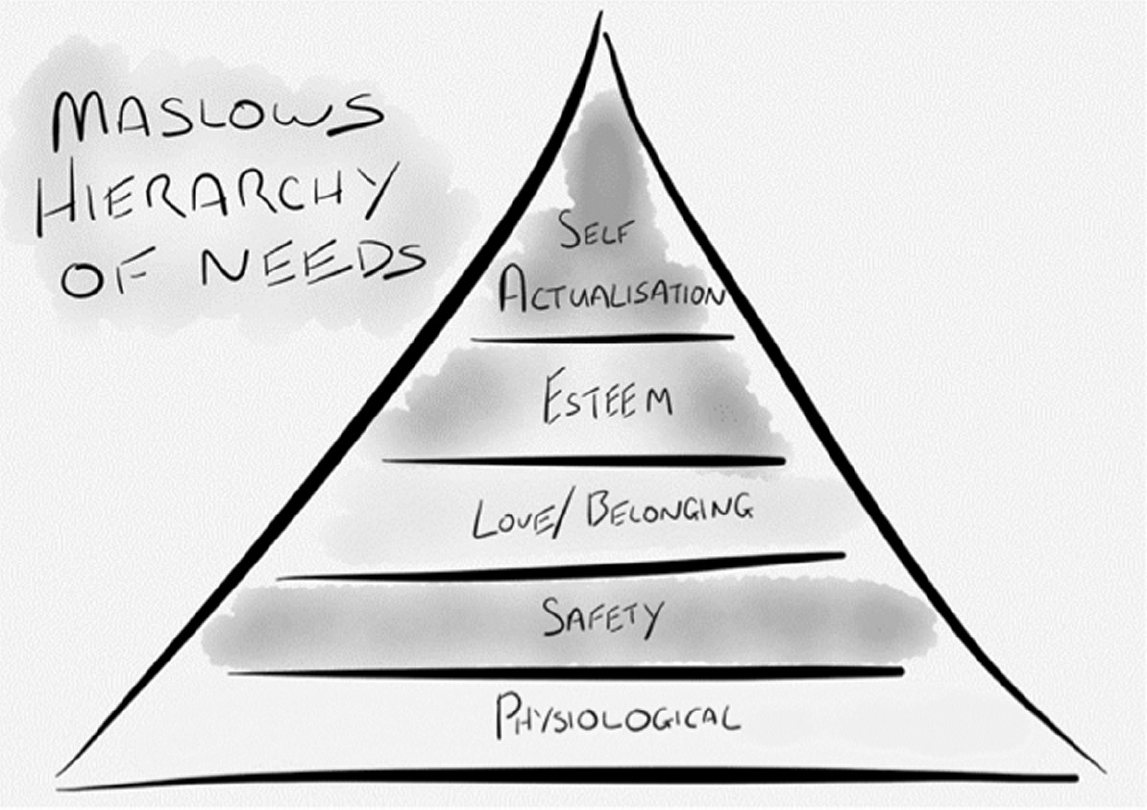 MASLOWS
HIERARCHY
OF NEEDS
SELF
ACTUALISATION
ESTEEM
LOVE/BELONGING
SAFETY
PHYSIOLOGICAL